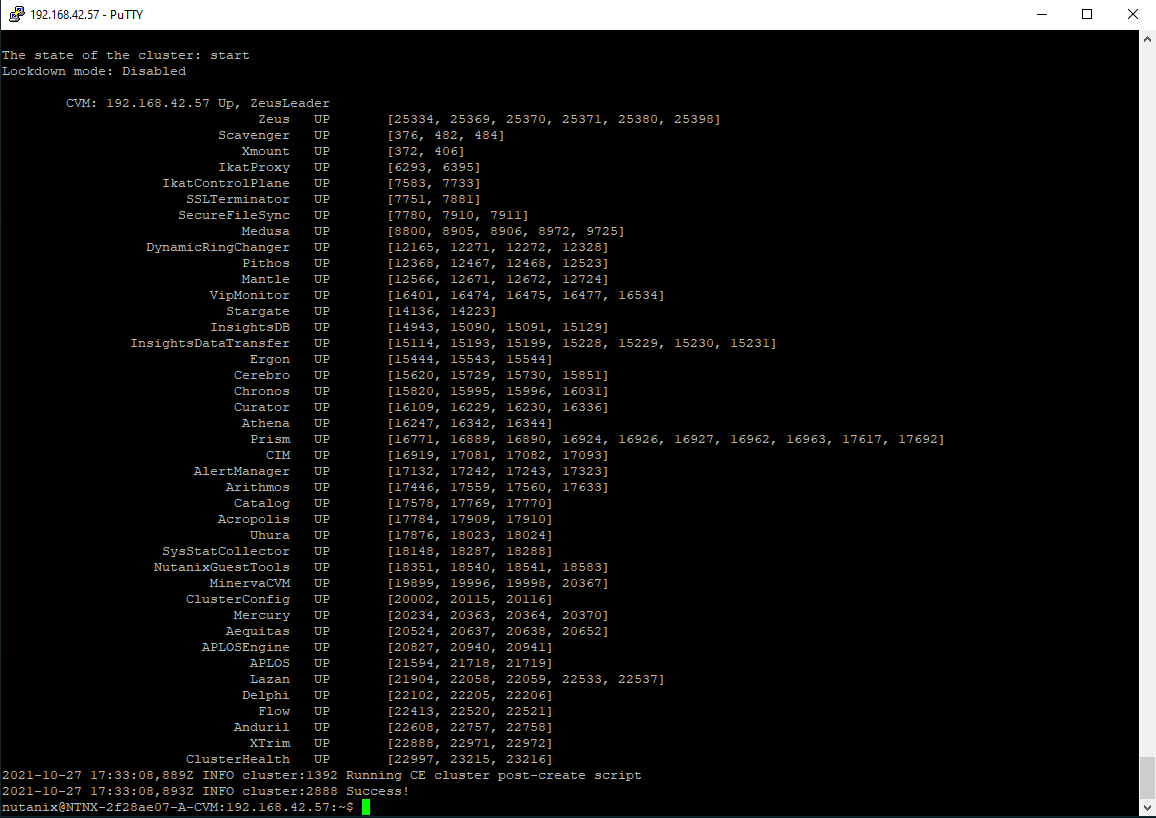 192.168.42.57 - PuTTY
The state of the cluster: start
Lockdown mode: Disabled
CVM: 192.168.42.57 Up, ZeusLeader
Zeus UP [25334, 25369, 25370, 25371, 25380, 25398]
Scavenger UP [376, 482, 484]
Xmount UP [372, 406]
IkatProxy UP [6293, 6395]
IkatControlPlane UP [7583, 7733]
SSLTerminator UP [7751, 7881]
SecureFileSync UP [7780, 7910, 7911]
Medusa UP [8800, 8905, 8906, 8972, 9725]
DynamicRingChanger UP [12165, 12271, 12272, 12328]
Pithos UP [12368, 12467, 12468, 12523]
Mantle UP [12566, 12671, 12672, 12724]
VipMonitor UP [16401, 16474, 16475, 16477, 16534]
Stargate UP [14136, 14223]
InsightsDB UP [14943, 15090, 15091, 15129]
InsightsDataTransfer UP [15114, 15193, 15199, 15228, 15229, 15230, 15231]
Ergon UP [15444, 15543, 15544]
Cerebro UP [15620, 15729, 15730, 15851]
Chronos UP [15820, 15995, 15996, 16031]
Curator UP [16109, 16229, 16230, 16336]
Athena UP [16247, 16342, 16344]
Prism UP [16771, 16889, 16890, 16924, 16926, 16927, 16962, 16963, 17617, 17692]
CIM UP [16919, 17081, 17082, 17093]
AlertManager UP [17132, 17242, 17243, 17323]
Arithmos UP [17446, 17559, 17560, 17633]
Catalog UP [17578, 17769, 17770]
Acropolis UP [17784, 17909, 17910]
Uhura UP [17876, 18023, 18024]
SysStatCollector UP [18148, 18287, 18288]
NutanixGuestTools UP [18351, 18540, 18541, 18583]
MinervaCVM UP [19899, 19996, 19998, 20367]
ClusterConfig UP [20002, 20115, 20116]
Mercury UP [20234, 20363, 20364, 20370]
Aequitas UP [20524, 20637, 20638, 20652]
APLOSEngine UP [20827, 20940, 20941]
APLOS UP [21594, 21718, 21719]
Lazan UP [21904, 22058, 22059, 22533, 22537]
Delphi UP [22102, 22205, 22206]
Flow UP [22413, 22520, 22521]
Anduril UP [22608, 22757, 22758]
XTrim UP [22888, 22971, 22972]
ClusterHealth UP [22997, 23215, 23216]
2021-10-27 17:33:08,889Z INFO cluster:1392 Running CE cluster post-create script
2021-10-27 17:33:08,893Z INFO cluster:2888 Success!
nutanix@NTNX-2f28ae07-A-CVM:192.168.42.57:~$